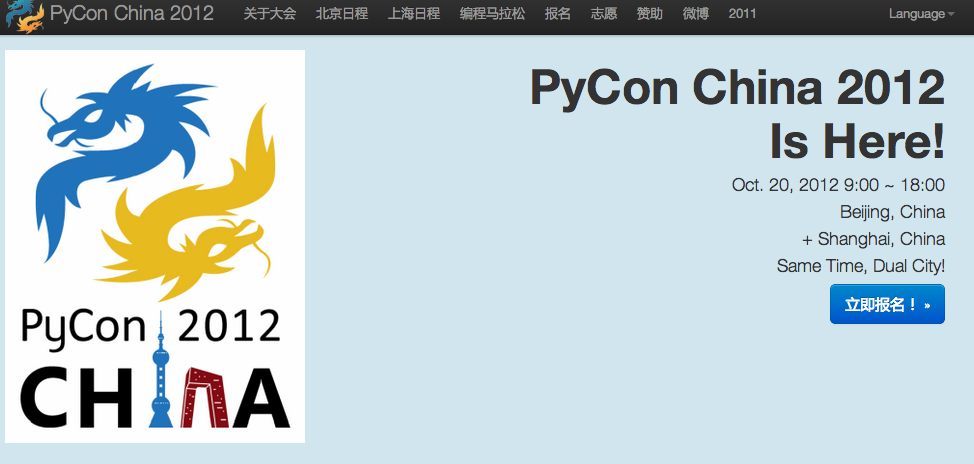 PyCon China 2012 关于大会 北京日程 上海日程 编程马拉松 报名 志愿 赞助 微博 2011 Language
PyCon 2012
CHINA
PyCon China 2012
Is Here!
Oct. 20, 2012 9:00 ~ 18:00
Beijing, China
+ Shanghai, China
Same Time, Dual City!
立即报名！ »